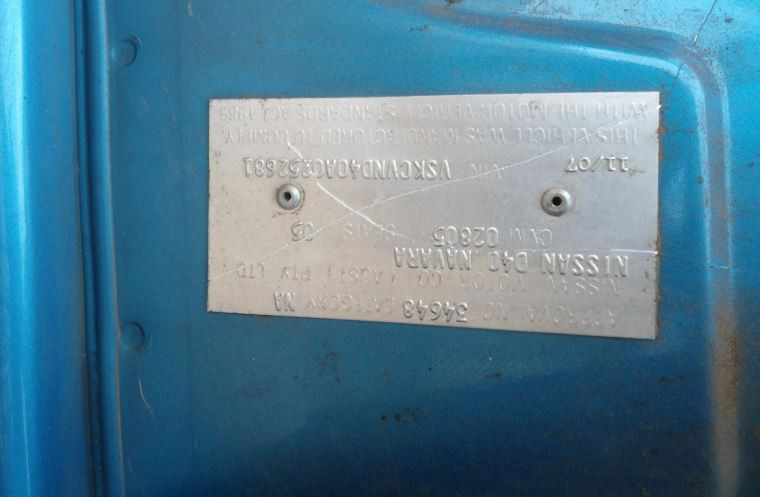 APPROVAL NO 34648 CATEGORY NA
NISSAN MOTOR CO (AUST) PTY LTD
NISSAN D40 NAVARA
GVM 02805 SEATS 05
11/07 VIN VSKCVND40A0252681
THIS VEHICLE WAS MANUFACTURED TO COMPLY
WITH THE MOTOR VEHICLE STANDARDS ACT 1989